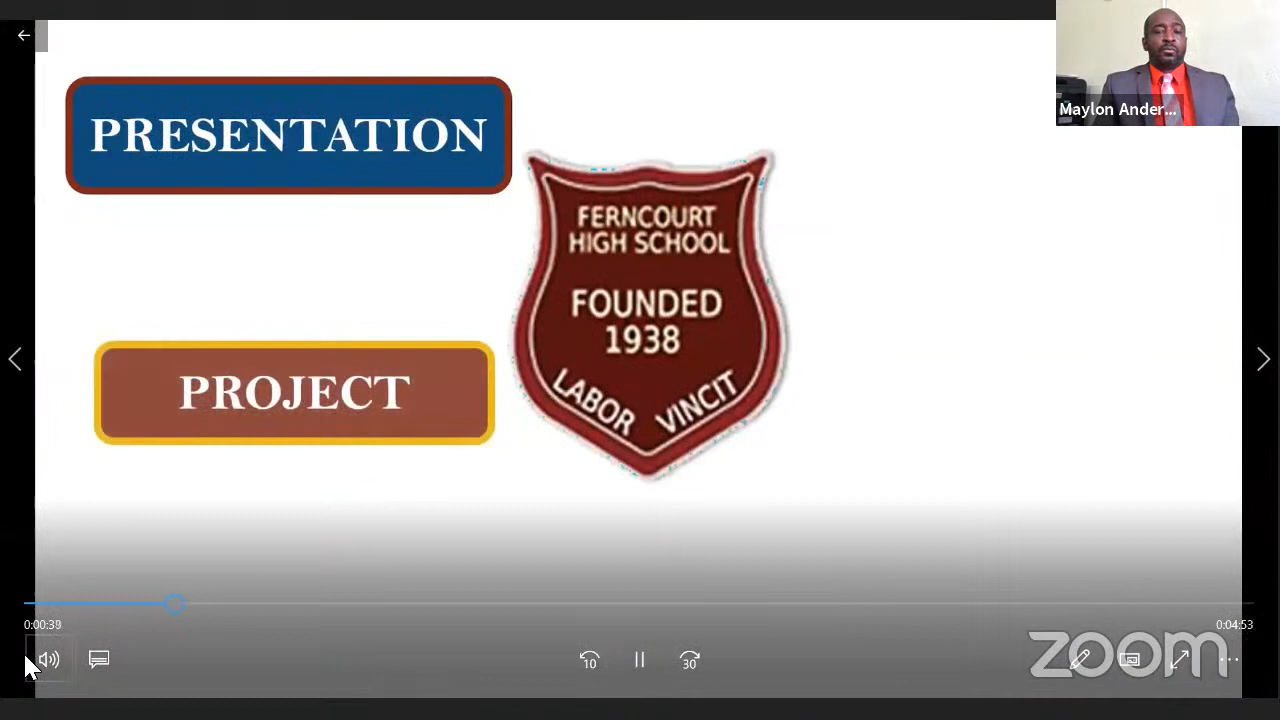 Maylon Ander...
PRESENTATION
FERNCOURT
HIGH SCHOOL
FOUNDED
1938
LABOR VINCIT
PROJECT
0:00:39
0:04:53
10
30
zoom